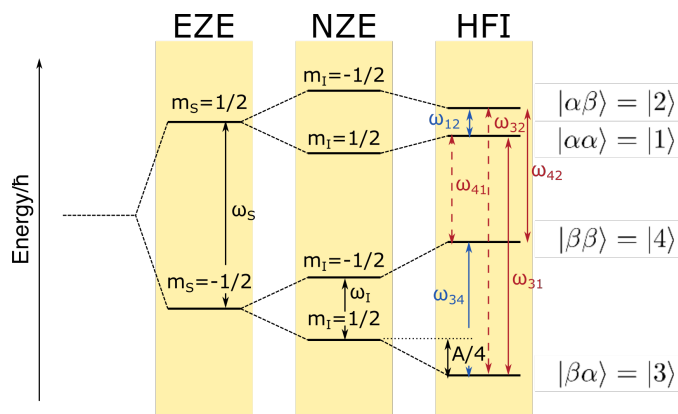 EZE
NZE
HFI
Energy/ħ
m_S=1/2
ω_S
m_S=-1/2
m_I=-1/2
m_I=1/2
m_I=-1/2
ω_I
m_I=1/2
ω_12
ω_32
ω_41
ω_42
ω_34
ω_31
A/4
|αβ⟩ = |2⟩
|αα⟩ = |1⟩
|ββ⟩ = |4⟩
|βα⟩ = |3⟩